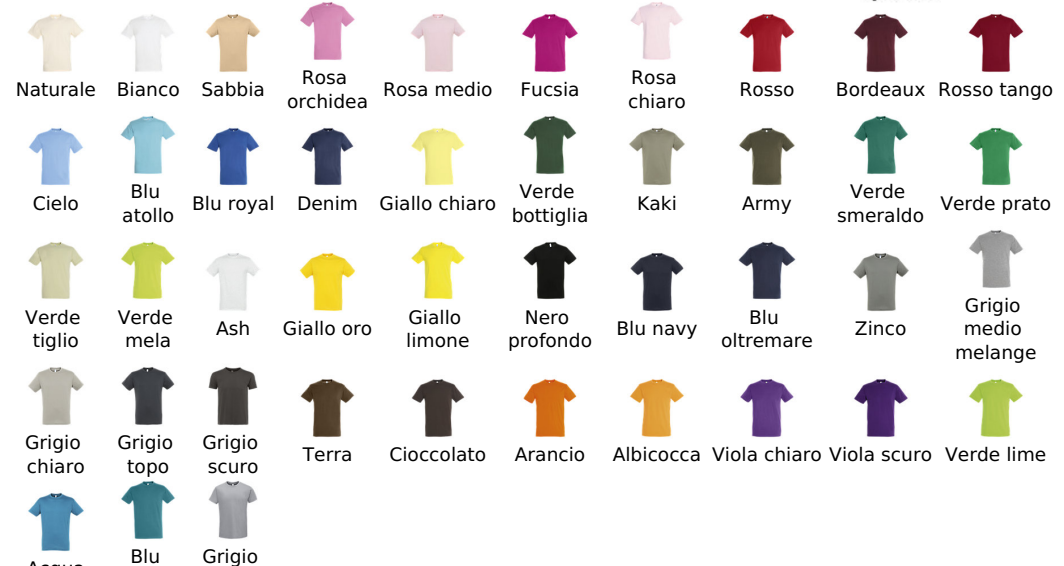 Naturale
Bianco
Sabbia
Rosa
orchidea
Rosa medio
Fucsia
Rosa
chiaro
Rosso
Bordeaux
Rosso tango
Cielo
Blu
atollo
Blu royal
Denim
Giallo chiaro
Verde
bottiglia
Kaki
Army
Verde
smeraldo
Verde prato
Verde
tiglio
Verde
mela
Ash
Giallo oro
Giallo
limone
Nero
profondo
Blu navy
Blu
oltremare
Zinco
Grigio
medio
melange
Grigio
chiaro
Grigio
topo
Grigio
scuro
Terra
Cioccolato
Arancio
Albicocca
Viola chiaro
Viola scuro
Verde lime
Blu
Grigio